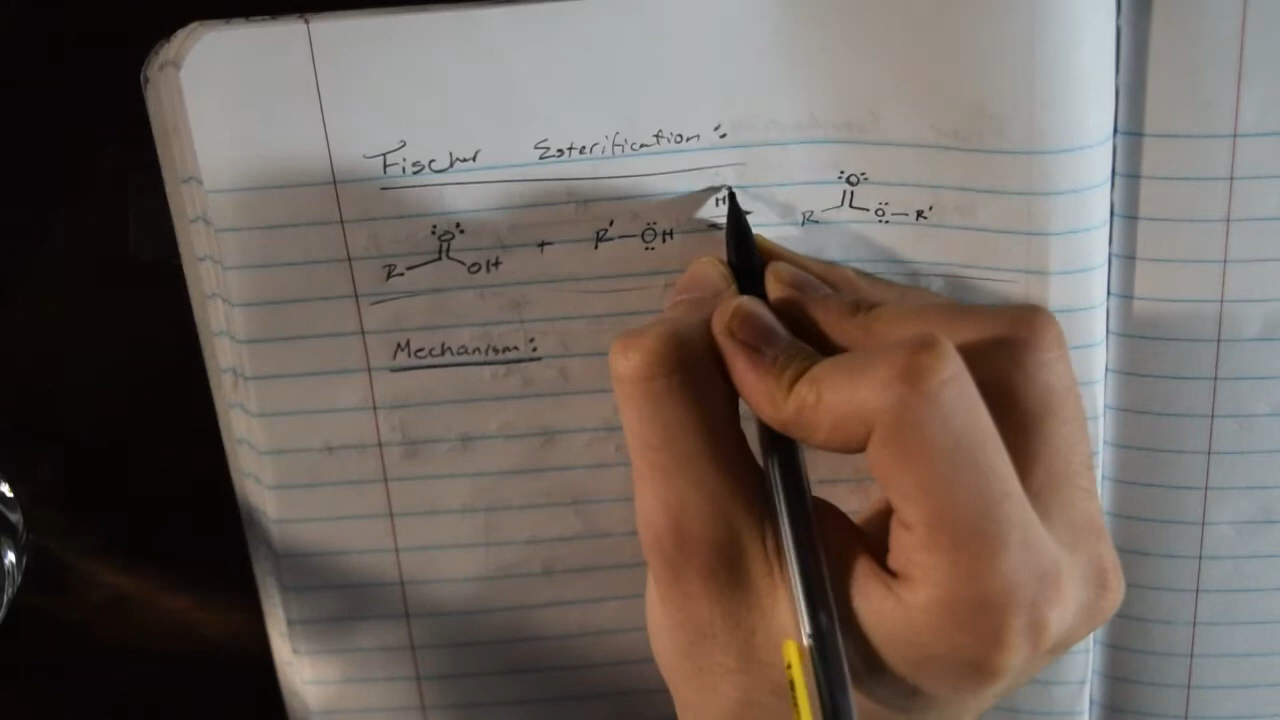 Fischer Esterification:
R O OH + R'—OH H R O O—R'
Mechanism: